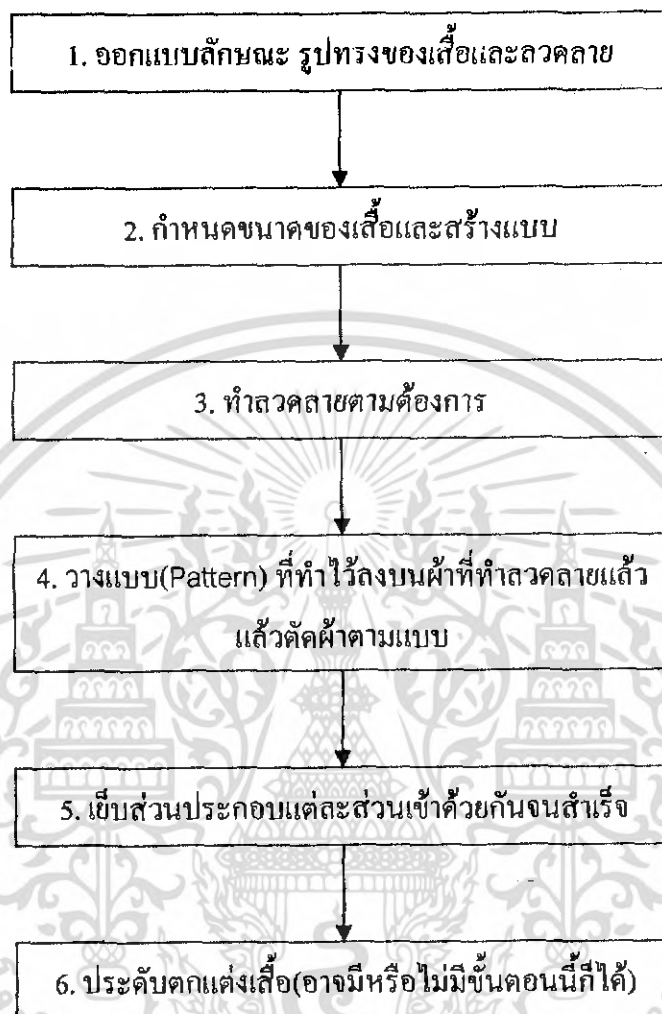 1. ออกแบบลักษณะ รูปทรงของเสื้อและลวดลาย
2. กำหนดขนาดของเสื้อและสร้างแบบ
3. ทำลวดลายตามต้องการ
4. วางแบบ(Pattern) ที่ทำไว้ลงบนผ้าที่ทำลวดลายแล้ว
แล้วตัดผ้าตามแบบ
5. เย็บส่วนประกอบแต่ละส่วนเข้าด้วยกันจนสำเร็จ
6. ประดับตกแต่งเสื้อ(อาจมีหรือไม่มีขั้นตอนนี้ก็ได้)